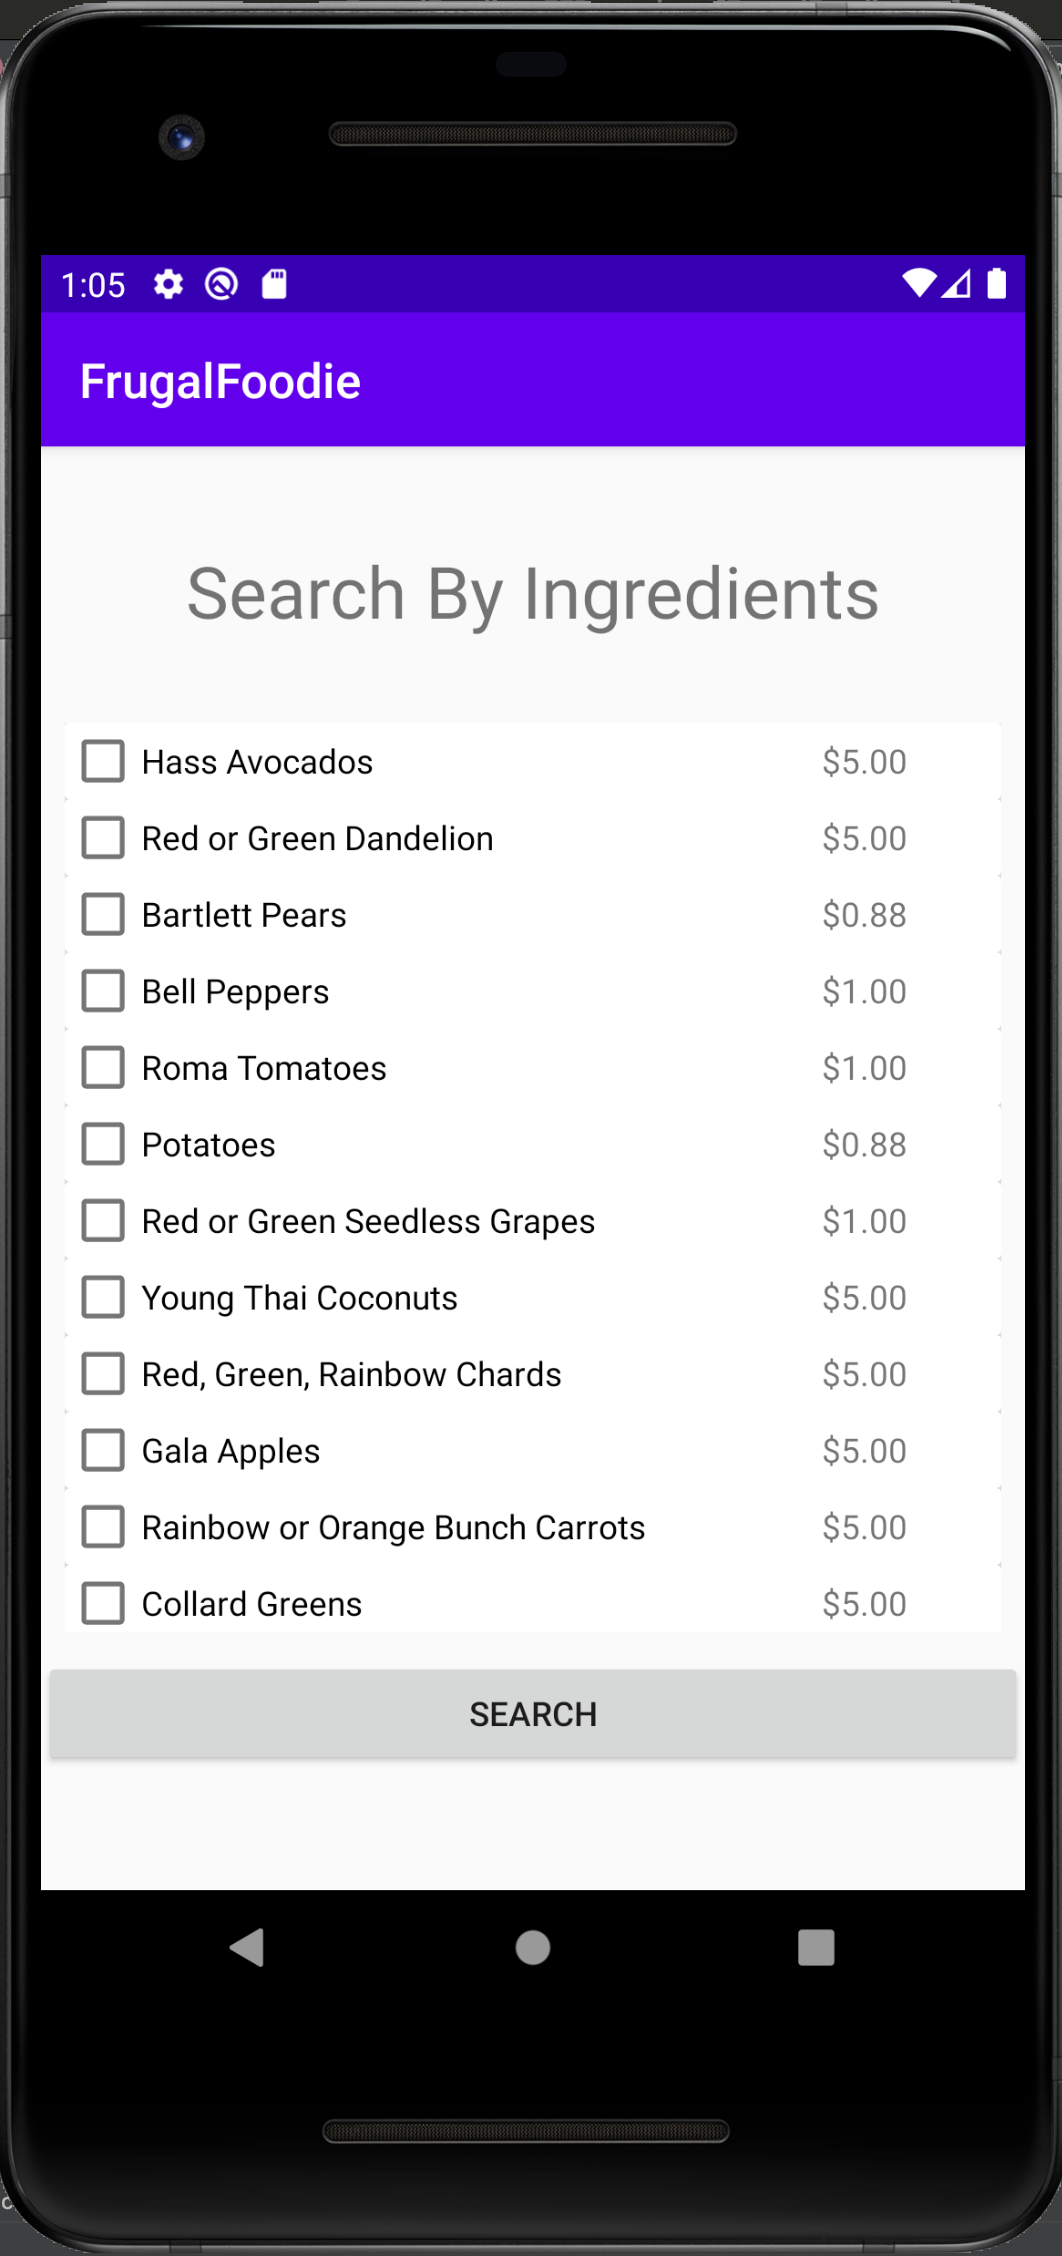 1:05
FrugalFoodie
Search By Ingredients
Hass Avocados $5.00
Red or Green Dandelion $5.00
Bartlett Pears $0.88
Bell Peppers $1.00
Roma Tomatoes $1.00
Potatoes $0.88
Red or Green Seedless Grapes $1.00
Young Thai Coconuts $5.00
Red, Green, Rainbow Chards $5.00
Gala Apples $5.00
Rainbow or Orange Bunch Carrots $5.00
Collard Greens $5.00
SEARCH